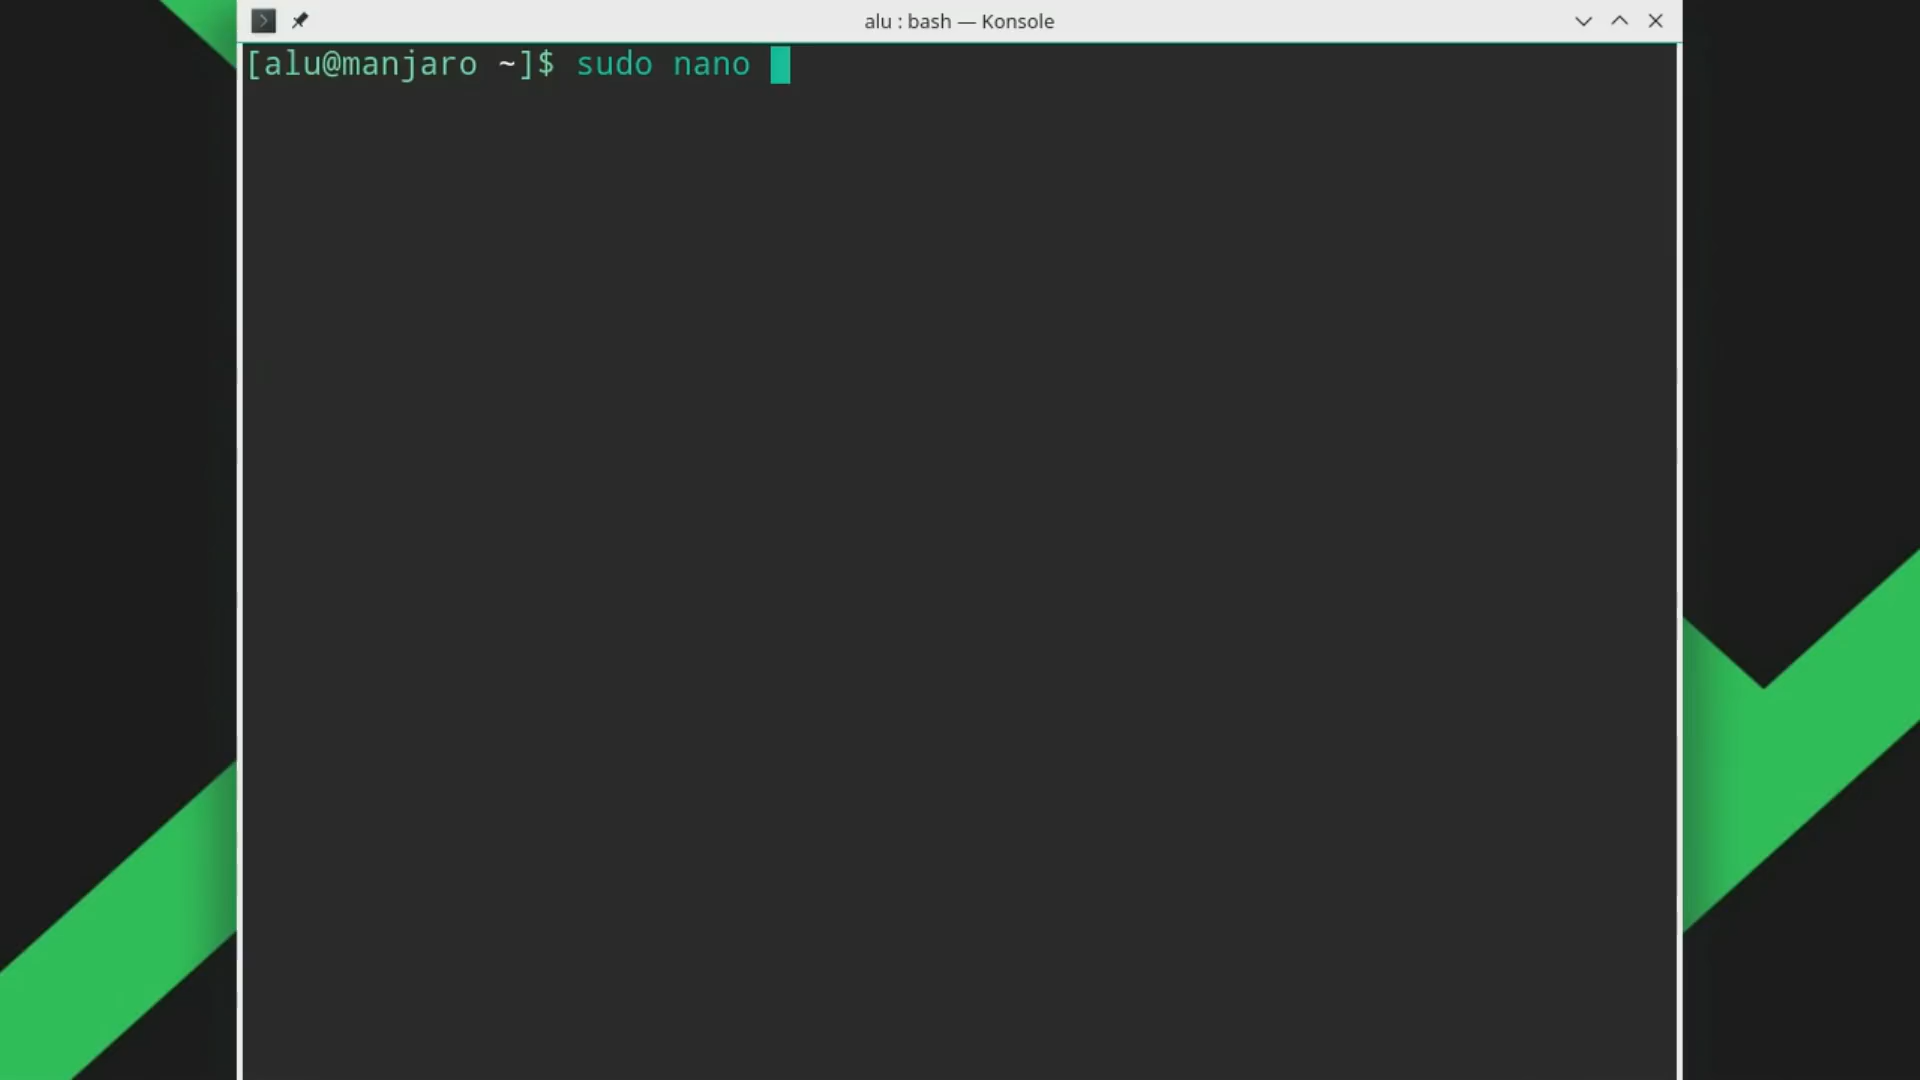 alu : bash — Konsole
[alu@manjaro ~]$ sudo nano